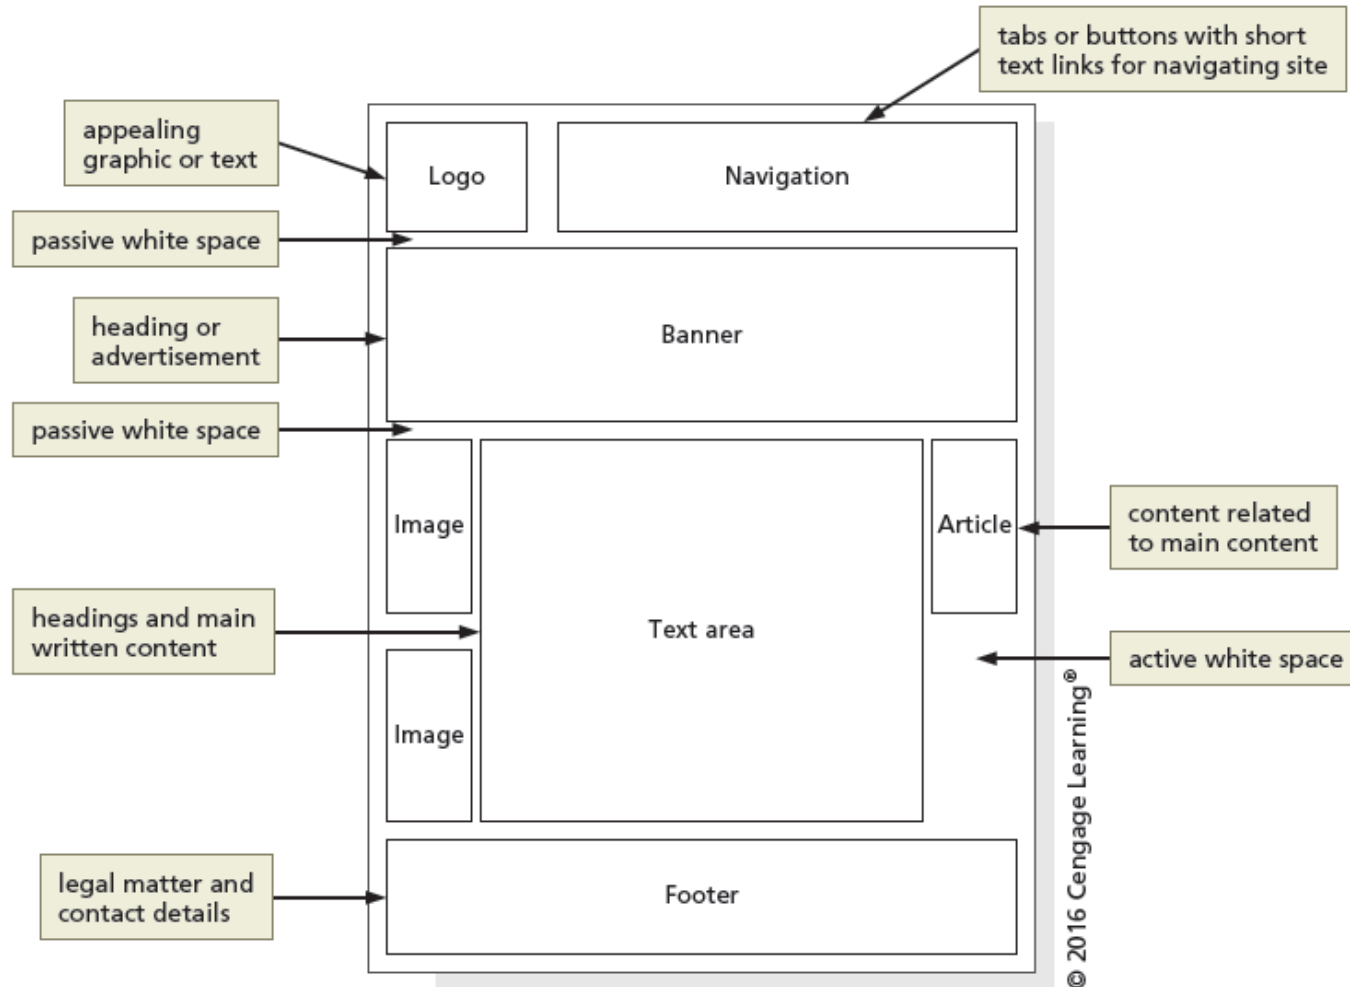 tabs or buttons with short
text links for navigating site
appealing
graphic or text
Logo
Navigation
passive white space
heading or
advertisement
Banner
passive white space
Image
Article
content related
to main content
headings and main
written content
Text area
active white space
Image
legal matter and
contact details
Footer
© 2016 Cengage Learning®